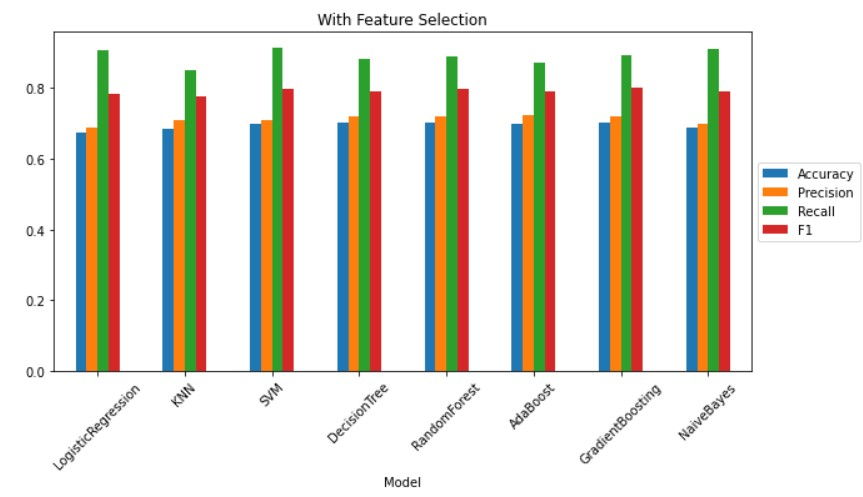 With Feature Selection
0.8
0.6
0.4
0.2
0.0
Accuracy
Precision
Recall
F1
LogisticRegression
KNN
SVM
DecisionTree
RandomForest
AdaBoost
GradientBoosting
NaiveBayes
Model